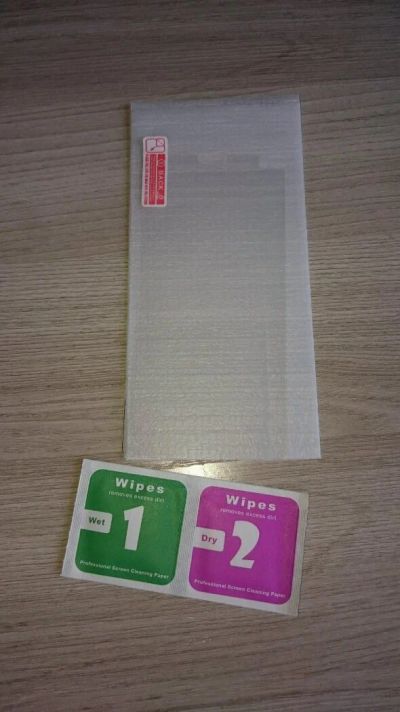 BACK
Wipes
removes excess dirt
Wet
1
Professional Screen Cleaning Paper
Wipes
removes excess dirt
Dry
2
Professional Screen Cleaning Paper